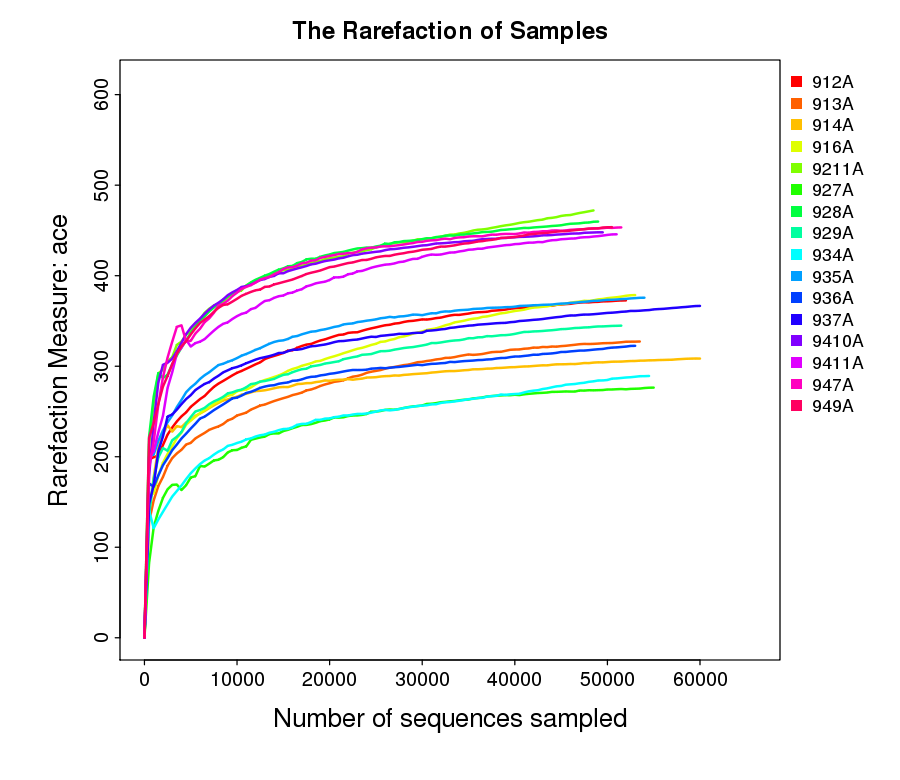 The Rarefaction of Samples
Rarefaction Measure: ace
600
500
400
300
200
100
0
0 10000 20000 30000 40000 50000 60000
Number of sequences sampled
912A
913A
914A
916A
9211A
927A
928A
929A
934A
935A
936A
937A
9410A
9411A
947A
949A